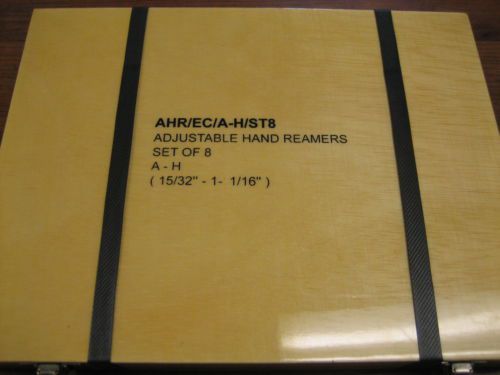 AHR/EC/A-H/ST8
ADJUSTABLE HAND REAMERS
SET OF 8
A - H
( 15/32" - 1- 1/16" )